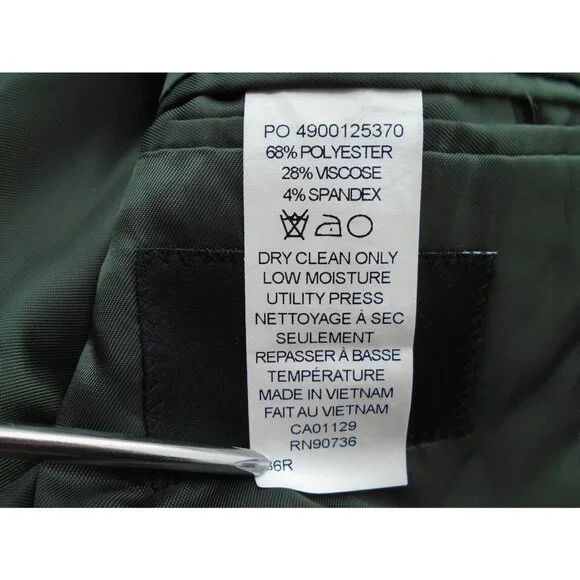 PO 4900125370
68% POLYESTER
28% VISCOSE
4% SPANDEX
DRY CLEAN ONLY
LOW MOISTURE
UTILITY PRESS
NETTOYAGE À SEC
SEULEMENT
REPASSER À BASSE
TEMPÉRATURE
MADE IN VIETNAM
FAIT AU VIETNAM
CA01129
RN90736
36R